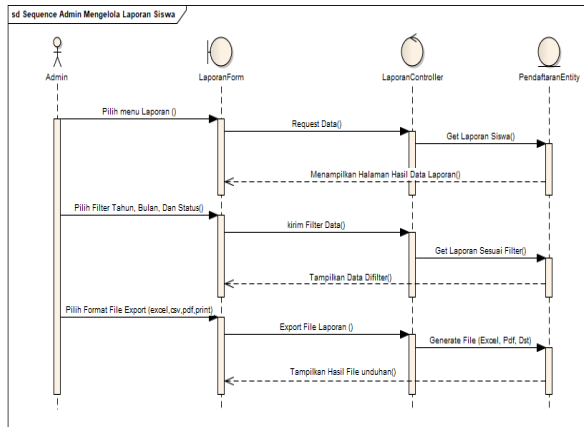 sd Sequence Admin Mengelola Laporan Siswa
Admin
LaporanForm
LaporanController
PendaftaranEntity
Pilih menu Laporan ()
Request Data()
Get Laporan Siswa()
Menampilkan Halaman Hasil Data Laporan()
Pilih Filter Tahun, Bulan, Dan Status()
kirim Filter Data()
Get Laporan Sesuai Filter()
Tampilkan Data Difilter()
Pilih Format File Export (excel,csv,pdf,print)
Export File Laporan ()
Generate File (Excel, Pdf, Dst)
Tampilkan Hasil File unduhan()